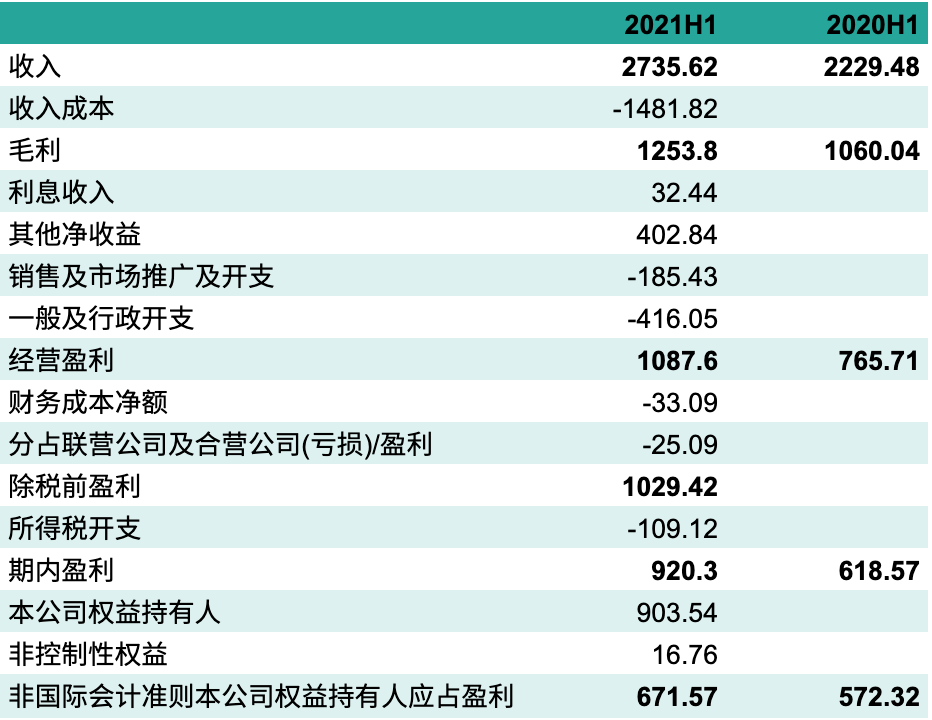 2021H1 2020H1
收入 2735.62 2229.48
收入成本 -1481.82
毛利 1253.8 1060.04
利息收入 32.44
其他净收益 402.84
销售及市场推广及开支 -185.43
一般及行政开支 -416.05
经营盈利 1087.6 765.71
财务成本净额 -33.09
分占联营公司及合营公司(亏损)/盈利 -25.09
除税前盈利 1029.42
所得税开支 -109.12
期内盈利 920.3 618.57
本公司权益持有人 903.54
非控制性权益 16.76
非国际会计准则本公司权益持有人应占盈利 671.57 572.32